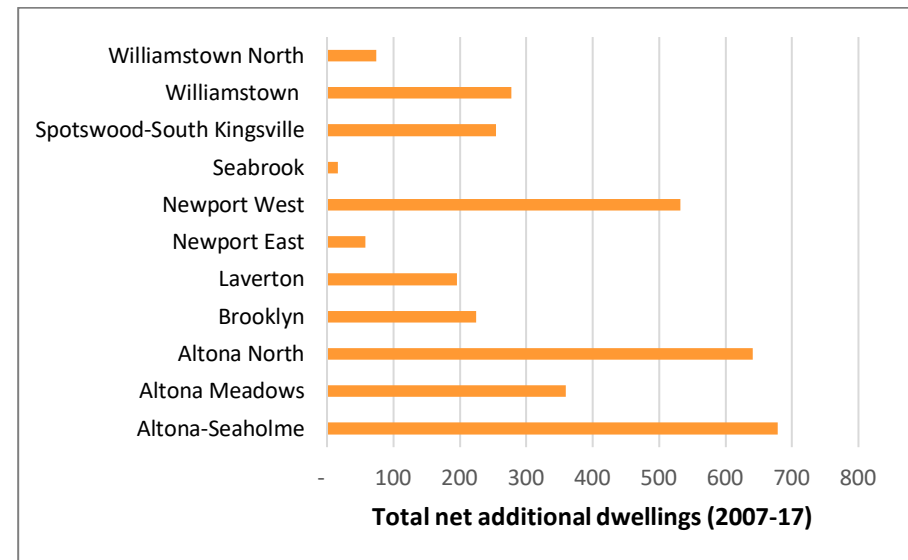 Williamstown North
Williamstown
Spotswood-South Kingsville
Seabrook
Newport West
Newport East
Laverton
Brooklyn
Altona North
Altona Meadows
Altona-Seaholme
- 100 200 300 400 500 600 700 800
Total net additional dwellings (2007-17)